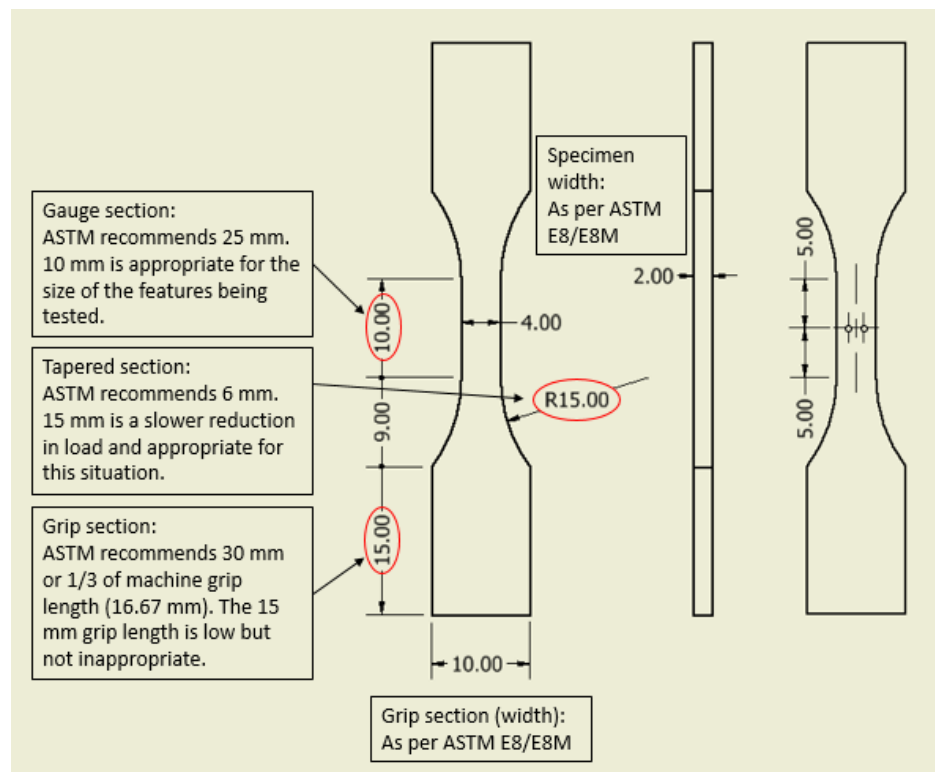 Specimen
width:
As per ASTM
E8/E8M
Gauge section:
ASTM recommends 25 mm.
10 mm is appropriate for the
size of the features being
tested.
Tapered section:
ASTM recommends 6 mm.
15 mm is a slower reduction
in load and appropriate for
this situation.
Grip section:
ASTM recommends 30 mm
or 1/3 of machine grip
length (16.67 mm). The 15
mm grip length is low but
not inappropriate.
10.00
4.00
R15.00
9.00
15.00
10.00
2.00
5.00
5.00
Grip section (width):
As per ASTM E8/E8M